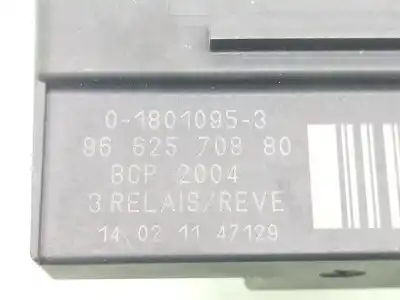 0-1801095-3
96 625 708 80
BCP 2004
3 RELAIS/REVE
14 02 11 47129